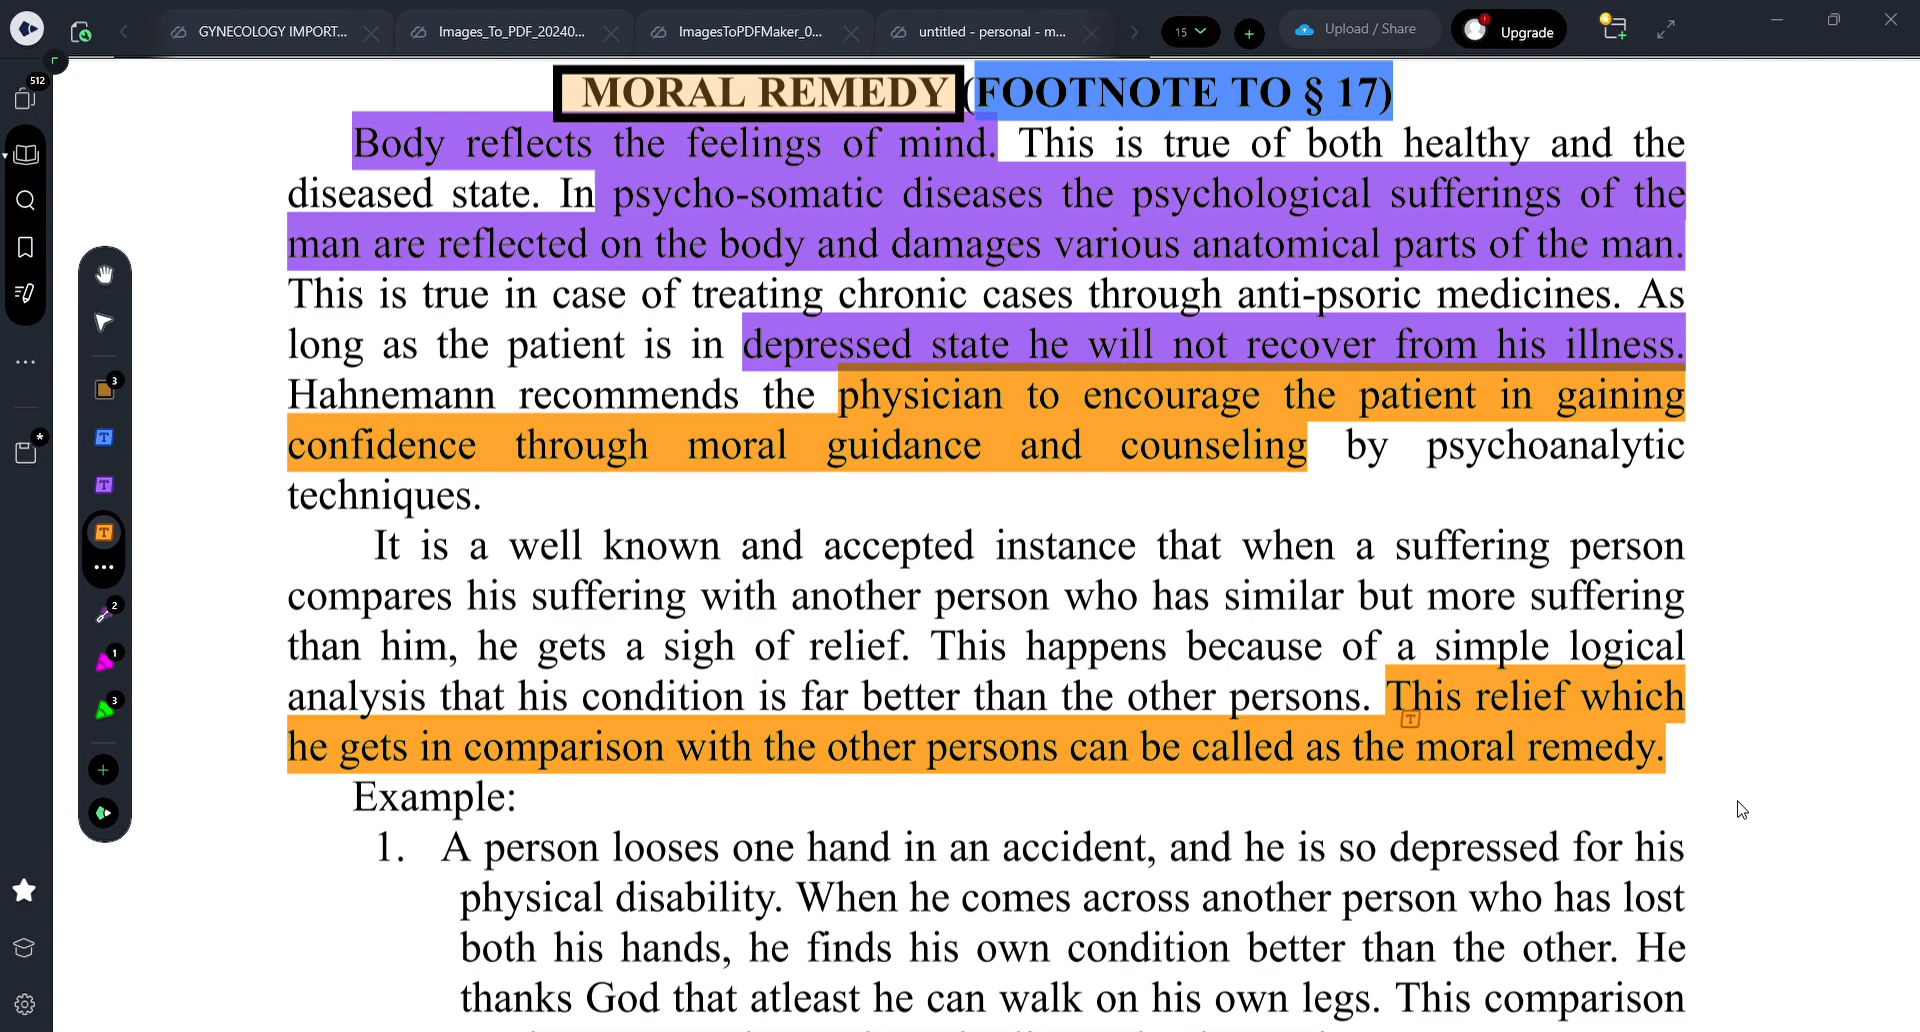 GYNECOLOGY IMPORT...
Images_To_PDF_20240...
ImagesToPDFMaker_0...
untitled - personal - m...
15
Upload / Share
Upgrade
512
3
2
1
3
MORAL REMEDY (FOOTNOTE TO § 17)
Body reflects the feelings of mind. This is true of both healthy and the
diseased state. In psycho-somatic diseases the psychological sufferings of the
man are reflected on the body and damages various anatomical parts of the man.
This is true in case of treating chronic cases through anti-psoric medicines. As
long as the patient is in depressed state he will not recover from his illness.
Hahnemann recommends the physician to encourage the patient in gaining
confidence through moral guidance and counseling by psychoanalytic
techniques.
It is a well known and accepted instance that when a suffering person
compares his suffering with another person who has similar but more suffering
than him, he gets a sigh of relief. This happens because of a simple logical
analysis that his condition is far better than the other persons. This relief which
he gets in comparison with the other persons can be called as the moral remedy.
Example:
1. A person looses one hand in an accident, and he is so depressed for his
physical disability. When he comes across another person who has lost
both his hands, he finds his own condition better than the other. He
thanks God that atleast he can walk on his own legs. This comparison